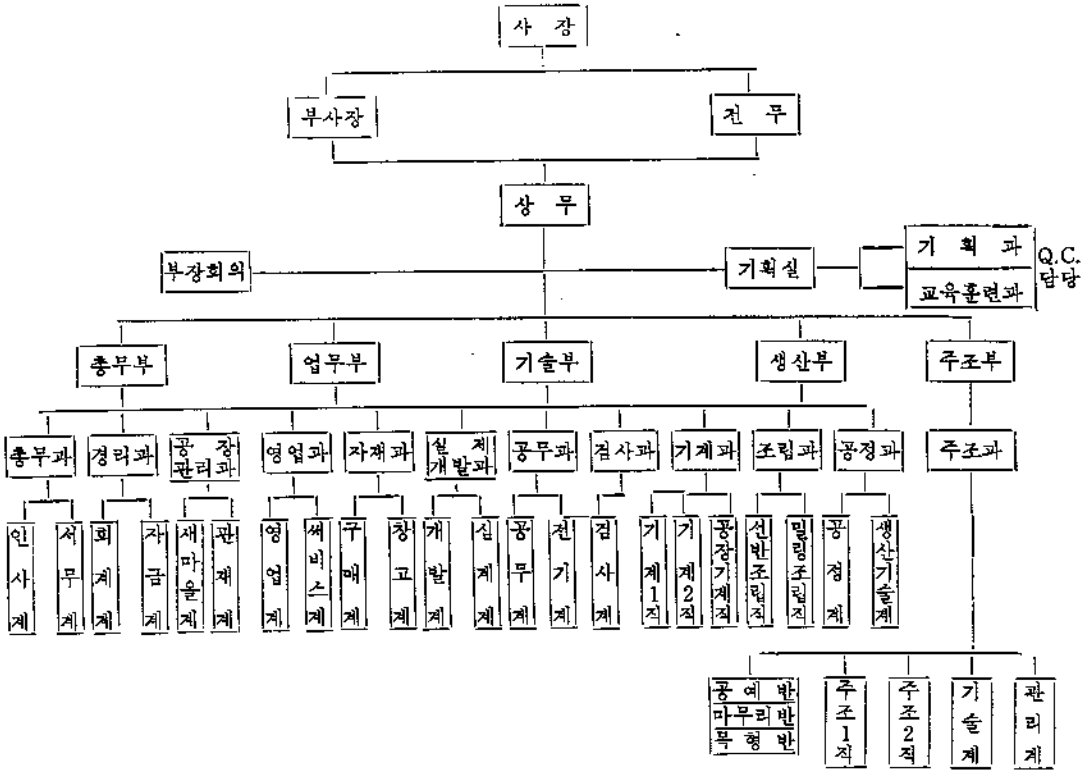 사 장
부사장
전 무
상 무
부장회의
기획실
기 획 과
교육훈련과
Q.C.
담당
총무부
업무부
기술부
생산부
주조부
총무과
경리과
공 장
관리과
영업과
자재과
설 계
개발과
공무과
검사과
기계과
조립과
공정과
주조과
인사계
서무계
회계계
자금계
새마을계
관재계
영업계
써비스계
구매계
창고계
개발계
설계계
공무계
전기계
검사계
기계1직
기계2직
공장기계직
선반조립직
밀링조립직
공정계
생산기술계
공 예 반
마무리반
목 형 반
주조1직
주조2직
기술계
관리계